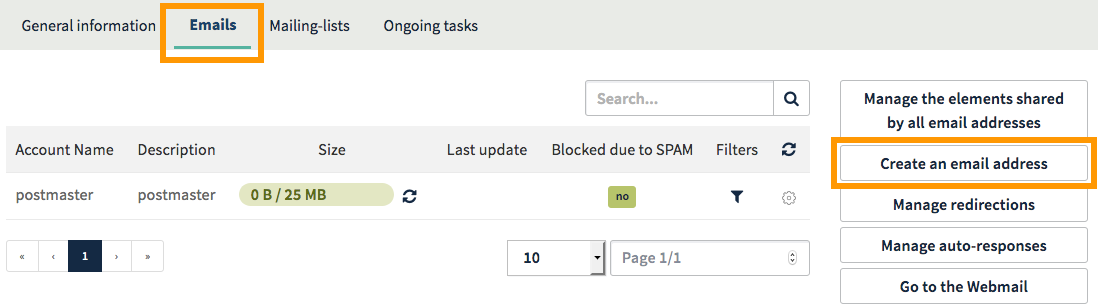 General information Emails Mailing-lists Ongoing tasks
Search...
Account Name Description Size Last update Blocked due to SPAM Filters
postmaster postmaster 0 B / 25 MB no
« ‹ 1 › »
10 Page 1/1
Manage the elements shared
by all email addresses
Create an email address
Manage redirections
Manage auto-responses
Go to the Webmail